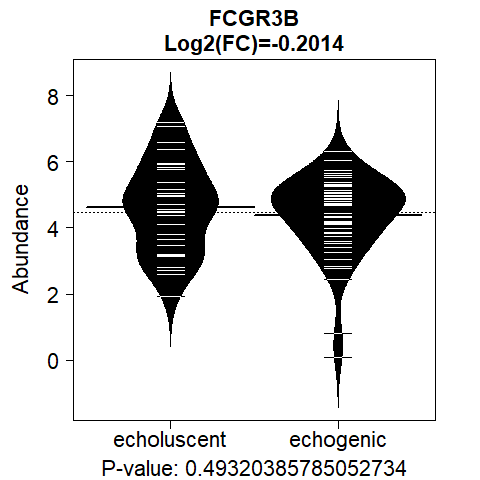 FCGR3B
Log2(FC)=-0.2014
Abundance
8
6
4
2
0
echoluscent echogenic
P-value: 0.49320385785052734